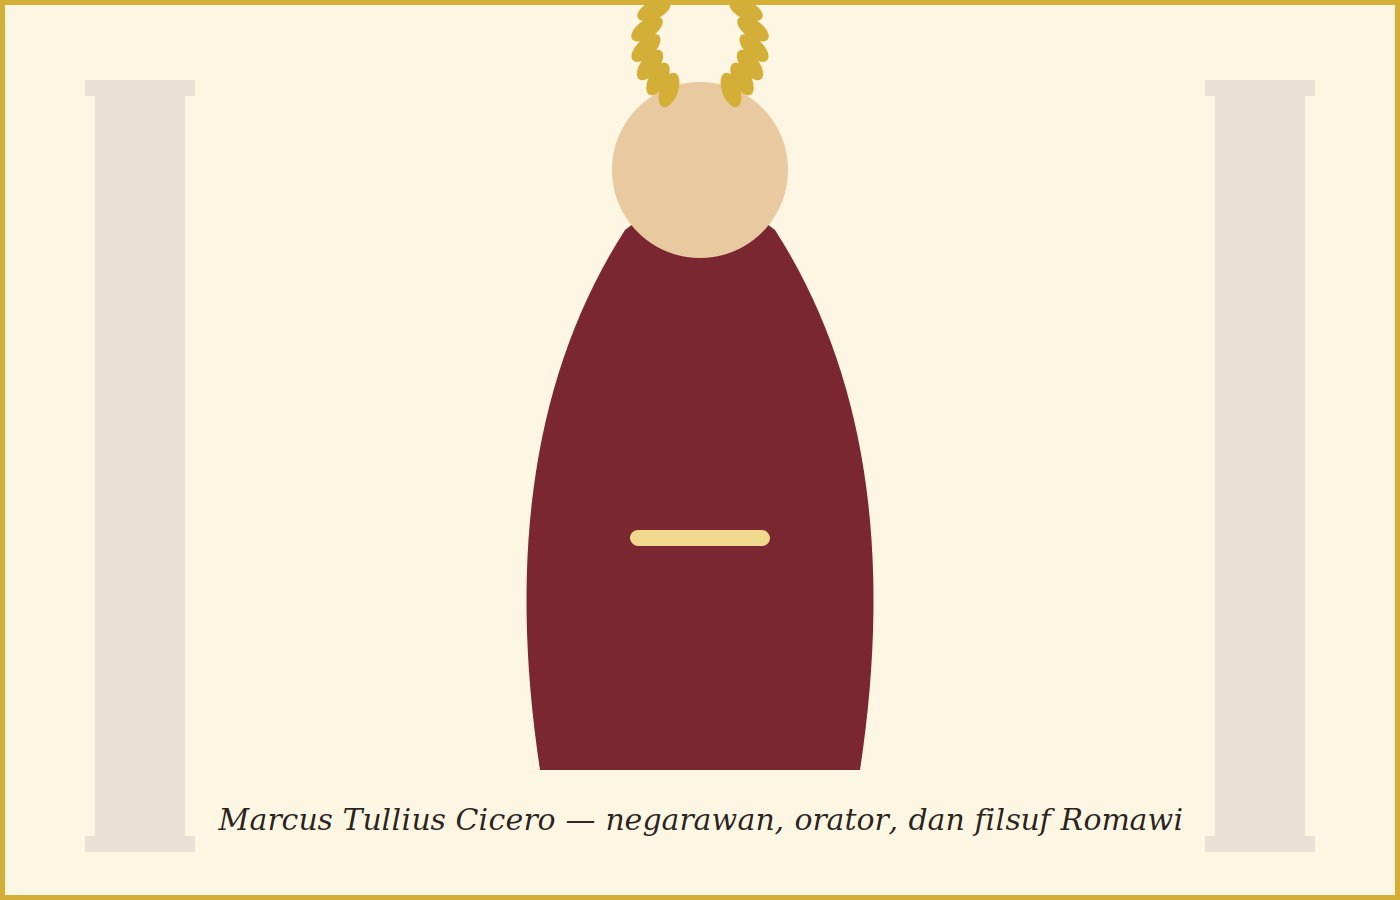 Marcus Tullius Cicero — negarawan, orator, dan filsuf Romawi